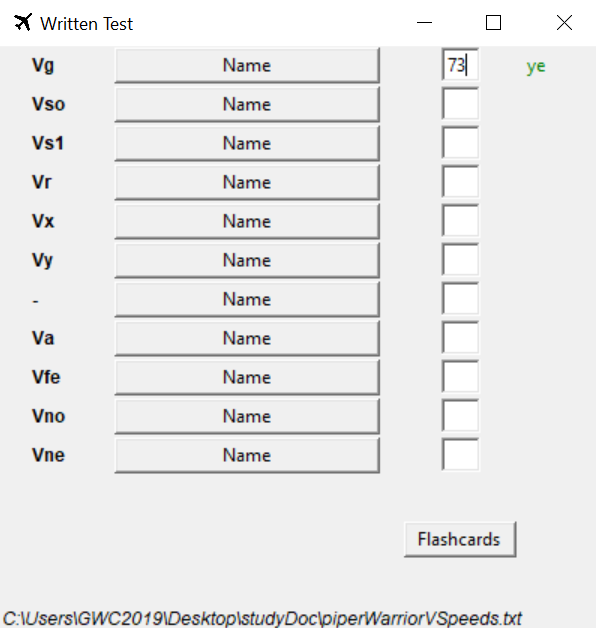 Written Test
Vg Name 73 ye
Vso Name
Vs1 Name
Vr Name
Vx Name
Vy Name
- Name
Va Name
Vfe Name
Vno Name
Vne Name
Flashcards
C:\Users\GWC2019\Desktop\studyDoc\piperWarriorVSpeeds.txt